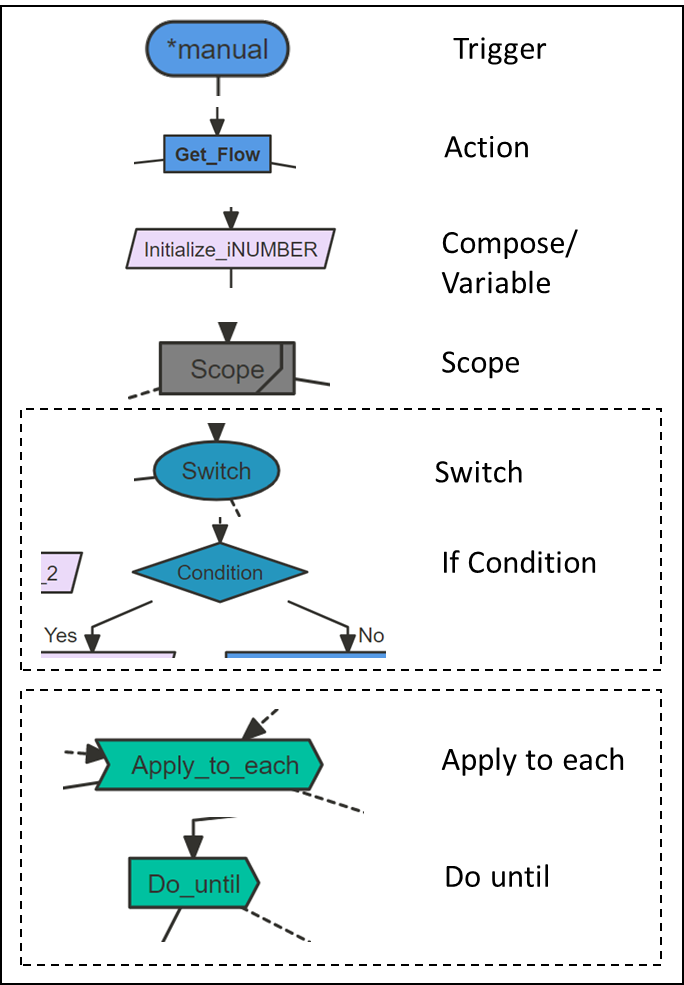 *manual
Trigger
Get_Flow
Action
Initialize_iNUMBER
Compose/
Variable
Scope
Scope
Switch
Switch
_2
Condition
If Condition
Yes
No
Apply_to_each
Apply to each
Do_until
Do until